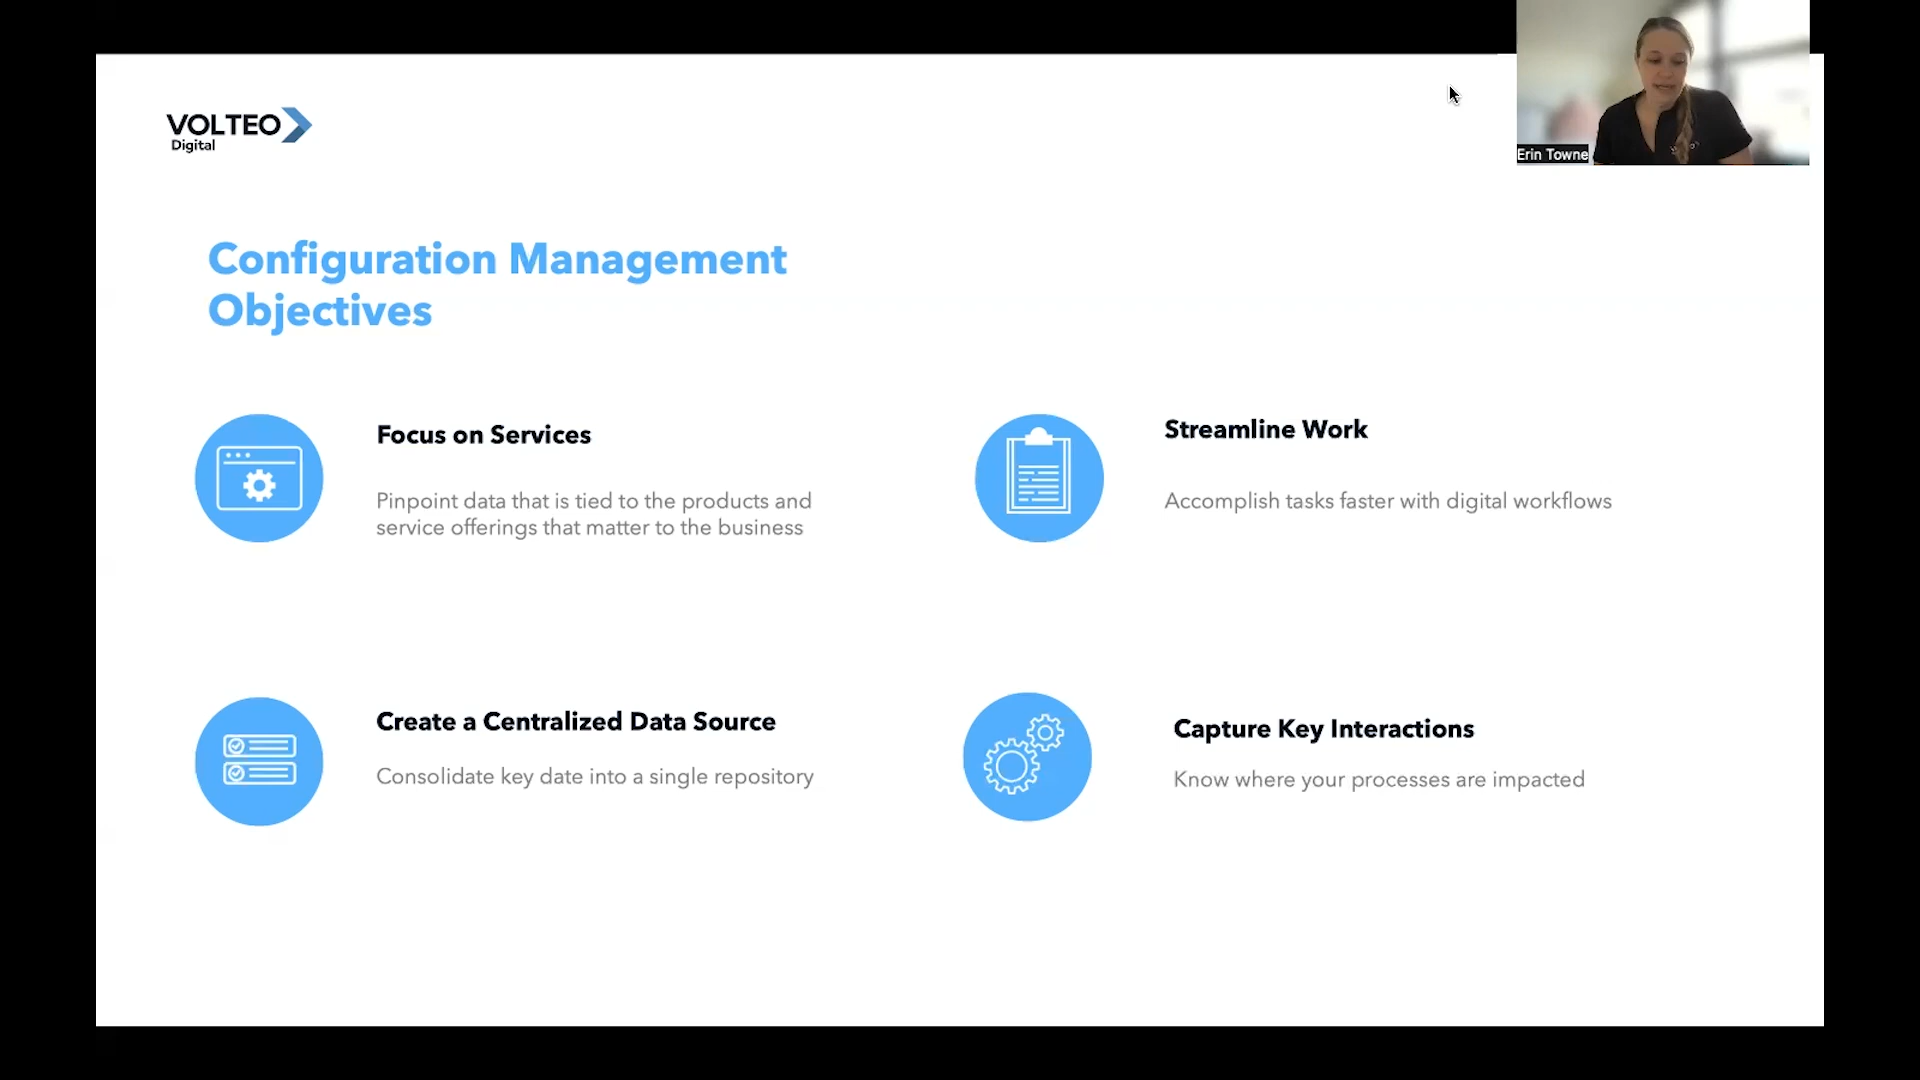 VOLTEO
Digital
Erin Towne
Configuration Management
Objectives
Focus on Services
Pinpoint data that is tied to the products and
service offerings that matter to the business
Streamline Work
Accomplish tasks faster with digital workflows
Create a Centralized Data Source
Consolidate key date into a single repository
Capture Key Interactions
Know where your processes are impacted